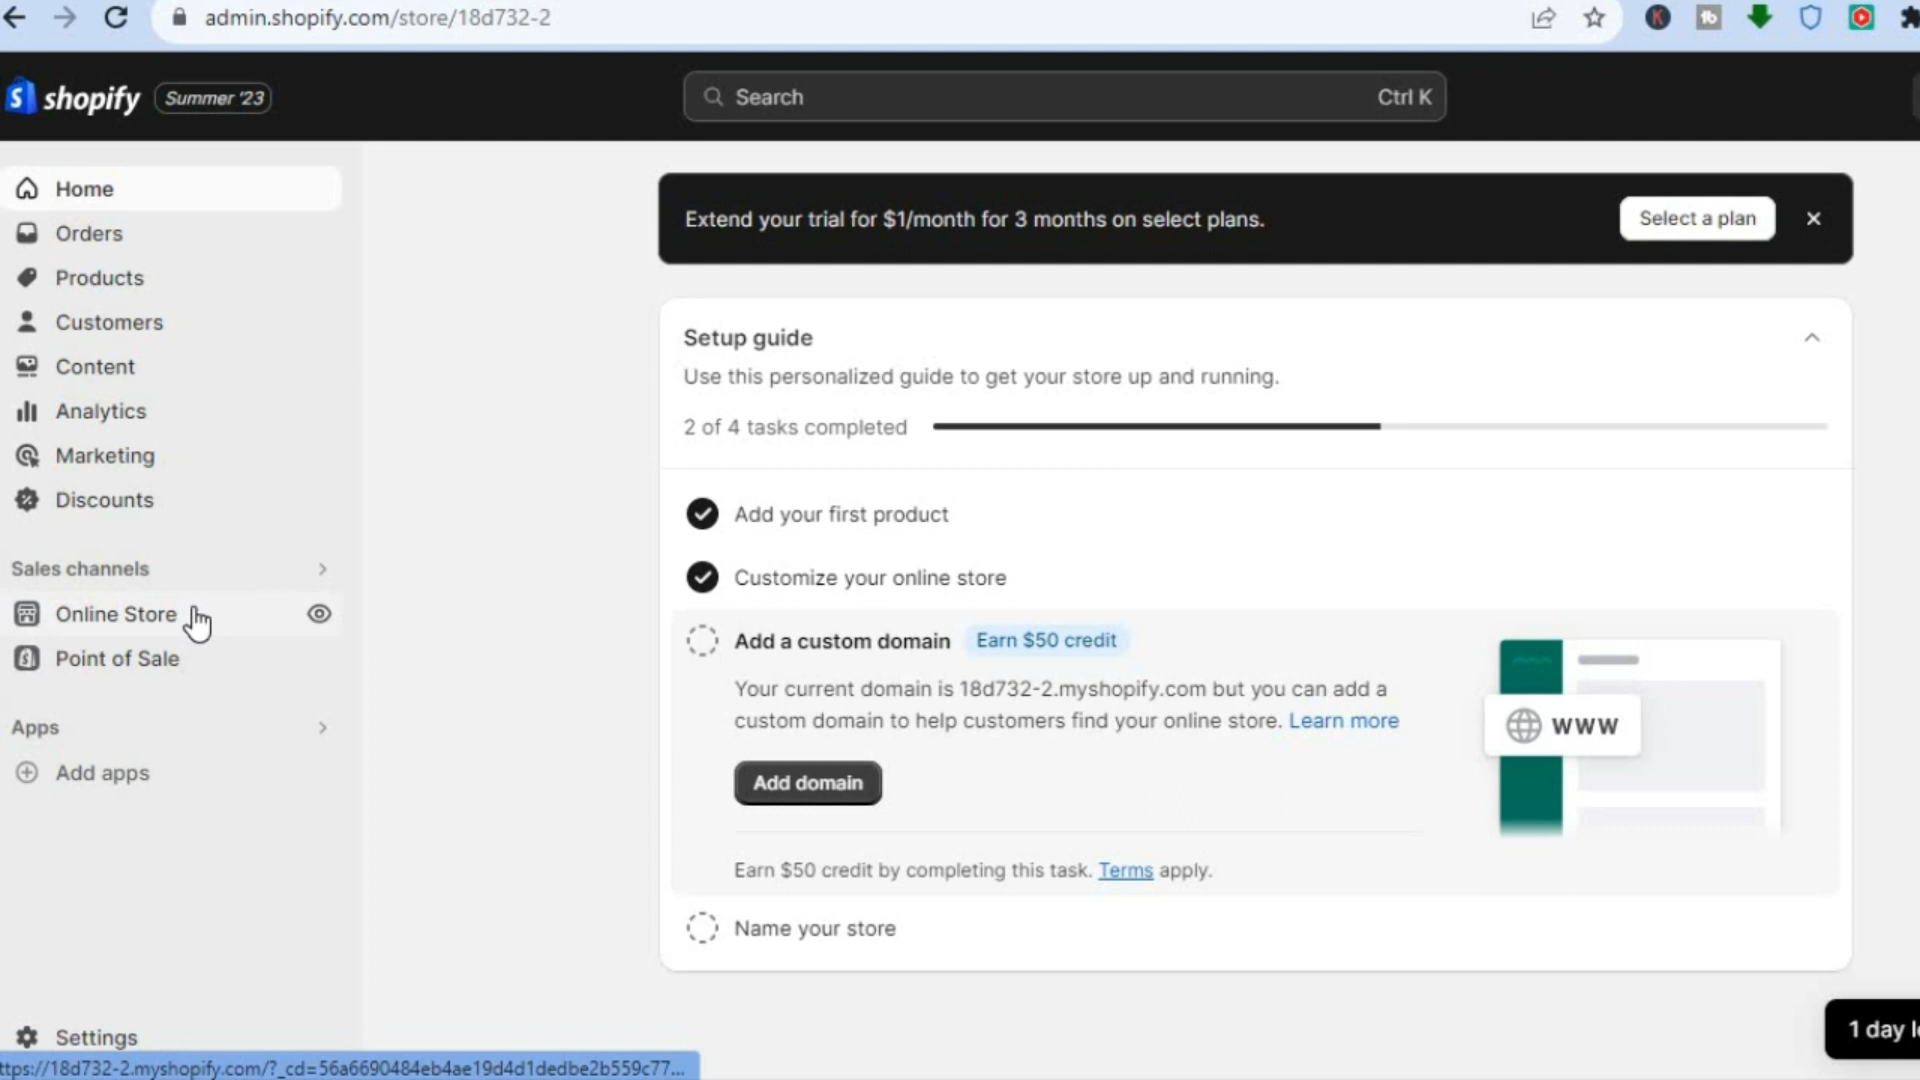 admin.shopify.com/store/18d732-2
shopify Summer '23
Search Ctrl K
Home
Orders
Products
Customers
Content
Analytics
Marketing
Discounts
Sales channels
Online Store
Point of Sale
Apps
Add apps
Settings
Extend your trial for $1/month for 3 months on select plans. Select a plan
Setup guide
Use this personalized guide to get your store up and running.
2 of 4 tasks completed
Add your first product
Customize your online store
Add a custom domain Earn $50 credit
Your current domain is 18d732-2.myshopify.com but you can add a
custom domain to help customers find your online store. Learn more
www
Add domain
Earn $50 credit by completing this task. Terms apply.
Name your store
1 day
ttps://18d732-2.myshopify.com/?_cd=56a6690484eb4ae19d4d1dedbe2b559c77...